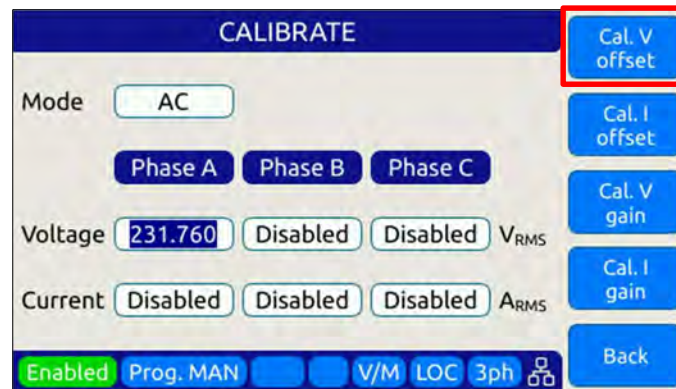 CALIBRATE
Cal. V
offset
Mode AC
Cal. I
offset
Phase A Phase B Phase C
Cal. V
gain
Voltage 231.760 Disabled Disabled VRMS
Cal. I
gain
Current Disabled Disabled Disabled ARMS
Back
Enabled Prog. MAN V/M LOC 3ph